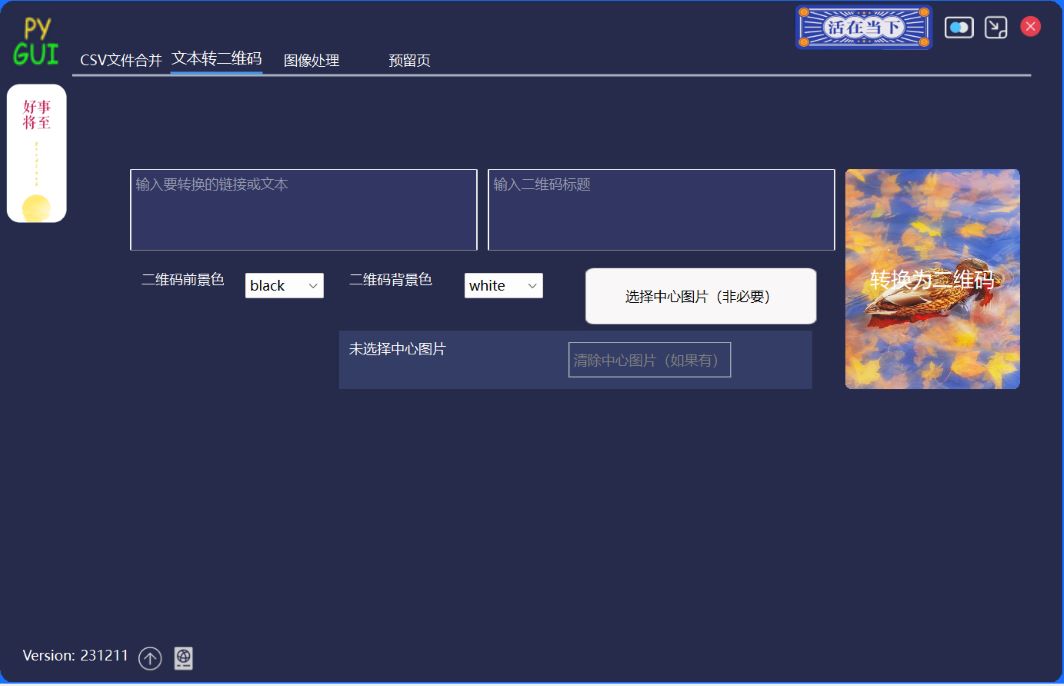 PY
GUI
活在当下
CSV文件合并 文本转二维码 图像处理 预留页
好事
将至
输入要转换的链接或文本
输入二维码标题
转换为二维码
二维码前景色 black
二维码背景色 white
选择中心图片（非必要）
未选择中心图片
清除中心图片（如果有）
Version: 231211